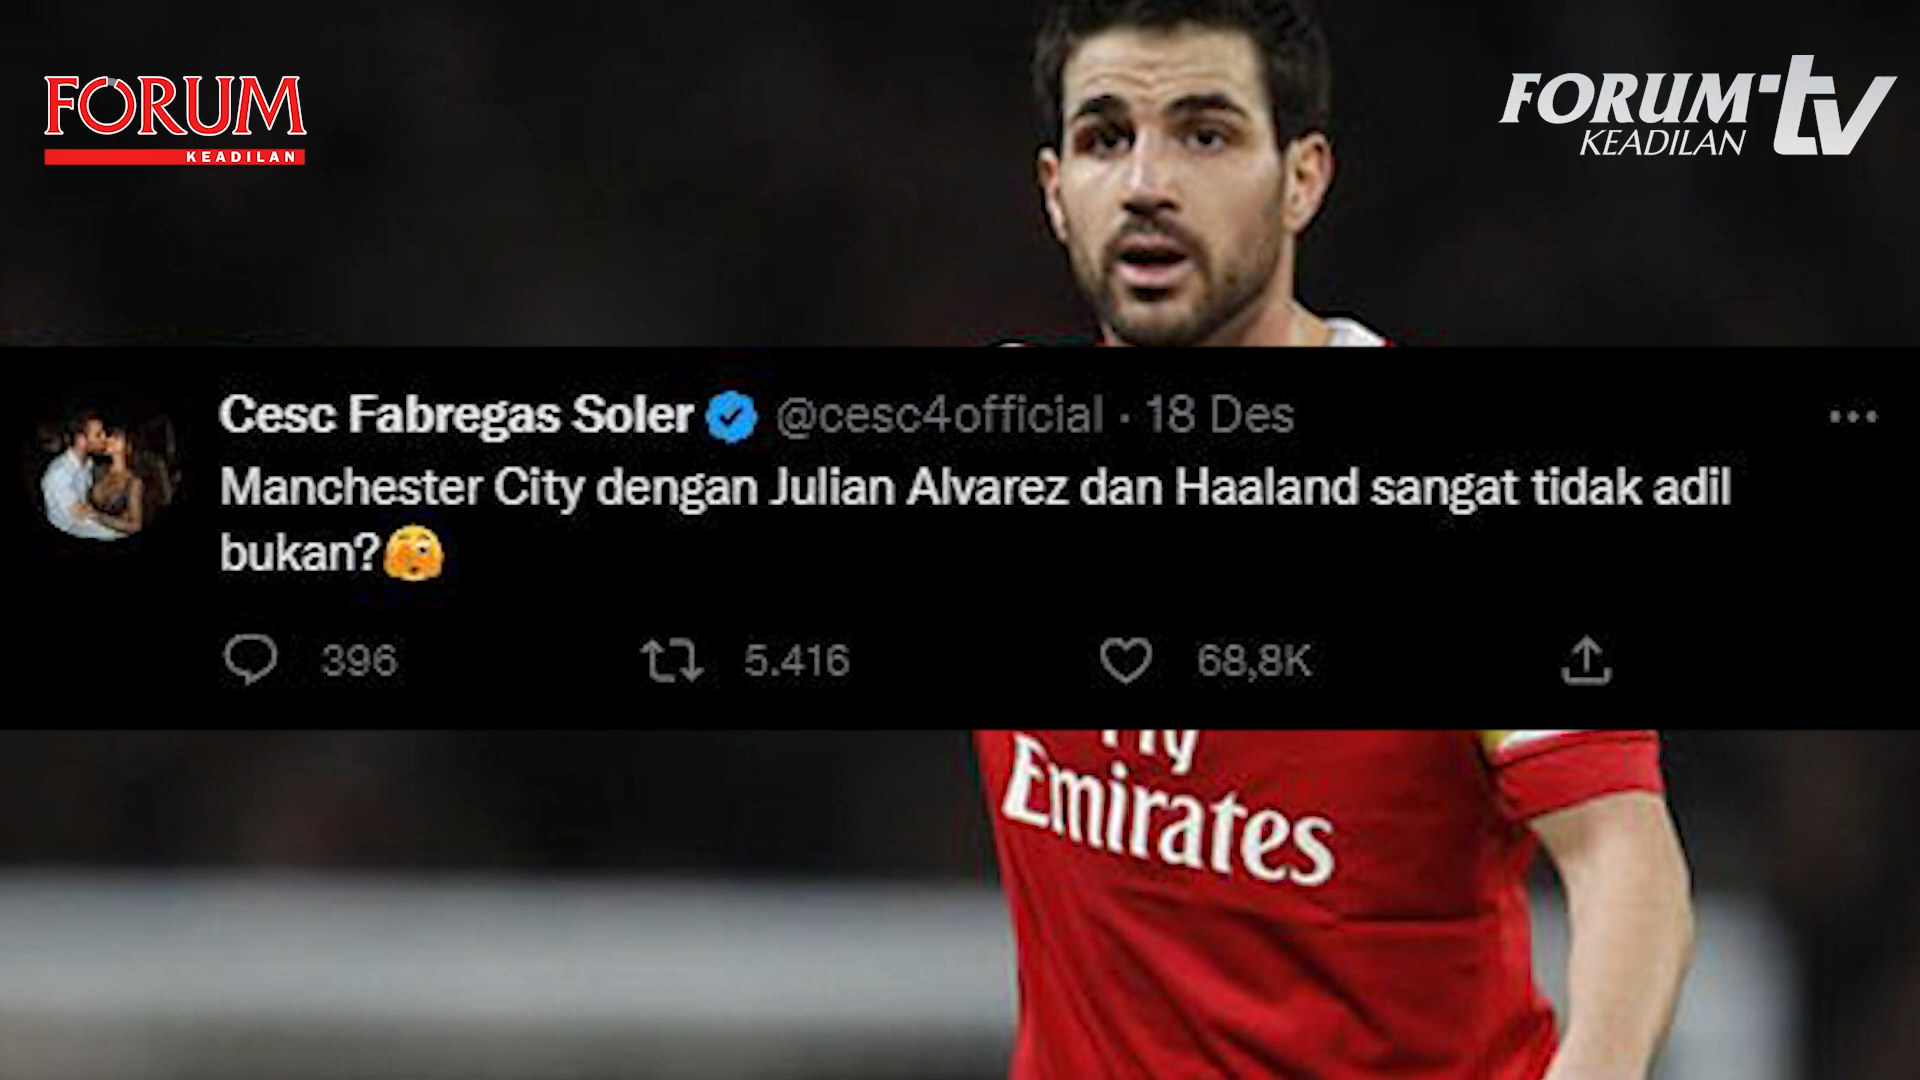 FORUM
KEADILAN
FORUM tv
KEADILAN
Cesc Fabregas Soler @cesc4official · 18 Des
Manchester City dengan Julian Alvarez dan Haaland sangat tidak adil
bukan?🫣
396 5.416 68,8K
Fly
Emirates